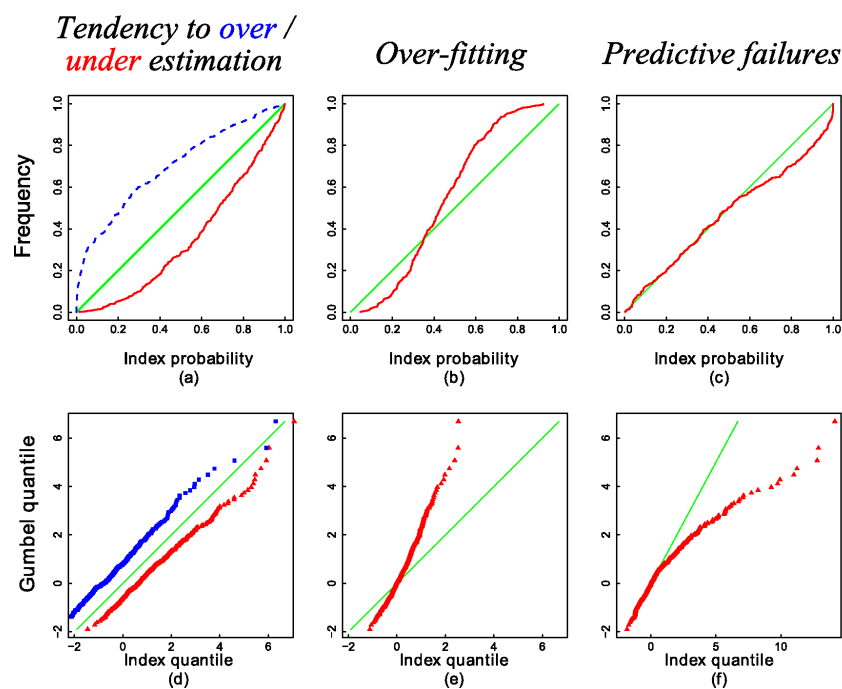 Tendency to over /
under estimation
Over-fitting
Predictive failures
Frequency
0.0 0.2 0.4 0.6 0.8 1.0
0.0 0.2 0.4 0.6 0.8 1.0
Index probability
(a)
0.0 0.2 0.4 0.6 0.8 1.0
0.0 0.2 0.4 0.6 0.8 1.0
Index probability
(b)
0.0 0.2 0.4 0.6 0.8 1.0
0.0 0.2 0.4 0.6 0.8 1.0
Index probability
(c)
Gumbel quantile
-2 0 2 4 6
-2 0 2 4 6
Index quantile
(d)
-2 0 2 4 6
-2 0 2 4 6
Index quantile
(e)
-2 0 2 4 6
0 5 10
Index quantile
(f)